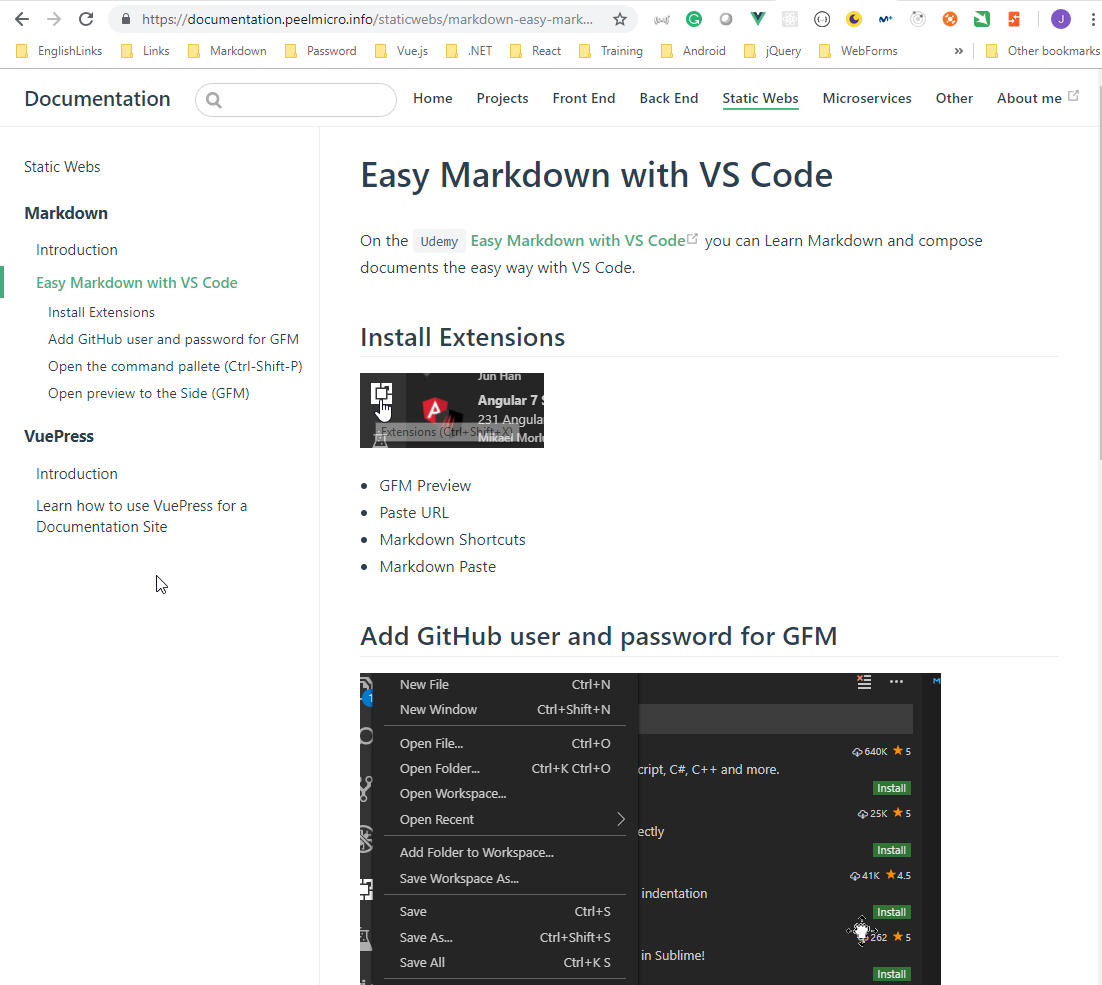 https://documentation.peelmicro.info/staticwebs/markdown-easy-mark...
J
EnglishLinks Links Markdown Password Vue.js .NET React Training Android jQuery WebForms » Other bookmarks
Documentation Home Projects Front End Back End Static Webs Microservices Other About me
Static Webs
Markdown
Introduction
Easy Markdown with VS Code
Install Extensions
Add GitHub user and password for GFM
Open the command pallete (Ctrl-Shift-P)
Open preview to the Side (GFM)
VuePress
Introduction
Learn how to use VuePress for a
Documentation Site
Easy Markdown with VS Code
On the Udemy Easy Markdown with VS Code you can Learn Markdown and compose
documents the easy way with VS Code.
Install Extensions
Jun Han
Angular 7 S
231 Angula
Extensions (Ctrl+Shift+X)
Mikael Morlu
• GFM Preview
• Paste URL
• Markdown Shortcuts
• Markdown Paste
Add GitHub user and password for GFM
New File Ctrl+N
New Window Ctrl+Shift+N
Open File... Ctrl+O
640K 5
Open Folder... Ctrl+K Ctrl+O
cript, C#, C++ and more.
Install
Open Workspace...
25K 5
Open Recent
ectly
Install
Add Folder to Workspace...
41K 4.5
Save Workspace As...
indentation
Install
Save Ctrl+S
Save As... Ctrl+Shift+S
262 5
in Sublime!
Save All Ctrl+K S
Install